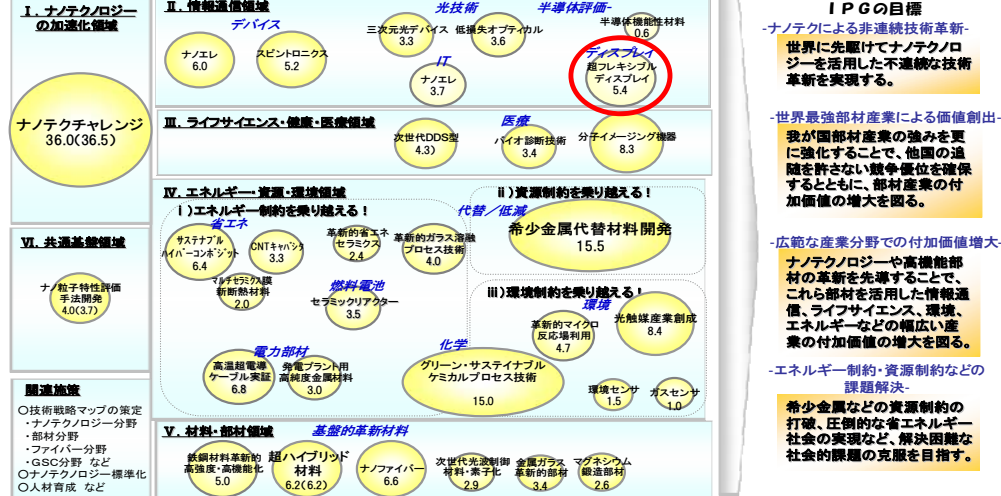 Ⅰ．ナノテクノロジー
の加速化領域
ナノテクチャレンジ
36.0(36.5)
Ⅵ．共通基盤領域
ナノ粒子特性評価
手法開発
4.0(3.7)
関連施策
○技術戦略マップの策定
・ナノテクノロジー分野
・部材分野
・ファイバー分野
・GSC分野 など
○ナノテクノロジー標準化
○人材育成 など
Ⅱ．情報通信領域
デバイス
ナノエレ
6.0
スピントロニクス
5.2
光技術
三次元光デバイス
3.3
低損失オプティカル
3.6
IT
ナノエレ
3.7
半導体評価-
半導体機能性材料
0.6
ディスプレイ
超フレキシブル
ディスプレイ
5.4
Ⅲ．ライフサイエンス・健康・医療領域
次世代DDS型
4.3)
医療
バイオ診断技術
3.4
分子イメージング機器
8.3
Ⅳ．エネルギー・資源・環境領域
ⅰ）エネルギー制約を乗り越える！
省エネ
サステナブル
ハイパーコンポジット
6.4
CNTキャパシタ
3.3
革新的省エネ
セラミクス
2.4
革新的ガラス溶融
プロセス技術
4.0
マルチセラミクス膜
新断熱材料
2.0
燃料電池
セラミックリアクター
3.5
電力部材
高温超電導
ケーブル実証
6.8
発電プラント用
高純度金属材料
3.0
代替／低減
ⅱ）資源制約を乗り越える！
希少金属代替材料開発
15.5
ⅲ）環境制約を乗り越える！
環境
革新的マイクロ
反応場利用
4.7
光触媒産業創成
8.4
化学
グリーン・サステイナブル
ケミカルプロセス技術
15.0
環境センサ
1.5
ガスセンサ
1.0
Ⅴ．材料・部材領域
基盤的革新材料
鉄鋼材料革新的
高強度・高機能化
5.0
超ハイブリッド
材料
6.2(6.2)
ナノファイバー
6.6
次世代光波制御
材料・素子化
2.9
金属ガラス
革新的部材
3.4
マグネシウム
鍛造部材
2.6
ＩＰＧの目標
-ナノテクによる非連続技術革新-
世界に先駆けてナノテクノロ
ジーを活用した不連続な技術
革新を実現する。
-世界最強部材産業による価値創出-
我が国部材産業の強みを更
に強化することで、他国の追
随を許さない競争優位を確保
するとともに、部材産業の付
加価値の増大を図る。
-広範な産業分野での付加価値増大-
ナノテクノロジーや高機能部
材の革新を先導することで、
これら部材を活用した情報通
信、ライフサイエンス、環境、
エネルギーなどの幅広い産
業の付加価値の増大を図る。
-エネルギー制約・資源制約などの
課題解決-
希少金属などの資源制約の
打破、圧倒的な省エネルギー
社会の実現など、解決困難な
社会的課題の克服を目指す。